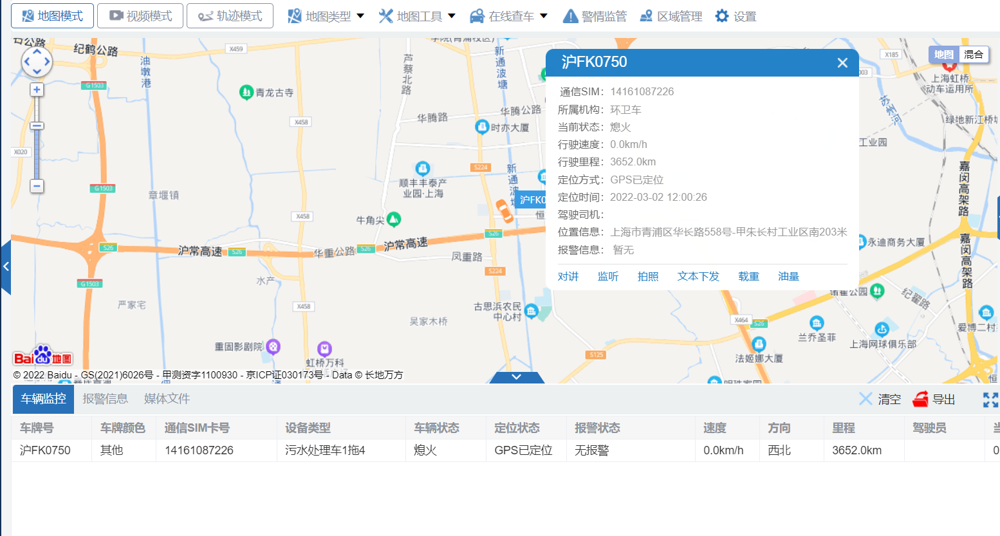 地图模式
视频模式
轨迹模式
地图类型
地图工具
在线查车
警情监管
区域管理
设置
纪鹤公路
X459
油墩港
G1503
青龙古寺
芦蔡北路
新通波塘
X458
华腾路
华腾公路
时亦大厦
X020
S224
G1503
章堰镇
顺丰丰泰产
业园·上海
新通波塘
沪FK0
X458
牛角尖
S26
沪常高速
S26
华重公路
S26
沪常高速
S26
凤重路
S224
G1503
水产
严家宅
X458
吴家木桥
古思浜农民
中心村
重固影剧院
虹桥万科
S125
X185
地图
混合
上海虹桥
动车运用所
苏州河
绿地新江桥
工业园
嘉闵高架路
嘉闵高架路
永迪商务大厦
诸翟公园
纪翟路
X464
S26
兰乔圣菲
上海网球俱乐部
爱博二村
法姬娜大厦
Bai du 地图
© 2022 Baidu - GS(2021)6026号 - 甲测资字1100930 - 京ICP证030173号 - Data © 长地万方
沪FK0750
通信SIM： 14161087226
所属机构： 环卫车
当前状态： 熄火
行驶速度： 0.0km/h
行驶里程： 3652.0km
定位方式： GPS已定位
定位时间： 2022-03-02 12:00:26
驾驶司机：
位置信息： 上海市青浦区华长路558号-甲朱长村工业区南203米
报警信息： 暂无
对讲 监听 拍照 文本下发 载重 油量
车辆监控 报警信息 媒体文件 清空 导出
车牌号 车牌颜色 通信SIM卡号 设备类型 车辆状态 定位状态 报警状态 速度 方向 里程 驾驶员
沪FK0750 其他 14161087226 污水处理车1拖4 熄火 GPS已定位 无报警 0.0km/h 西北 3652.0km 0